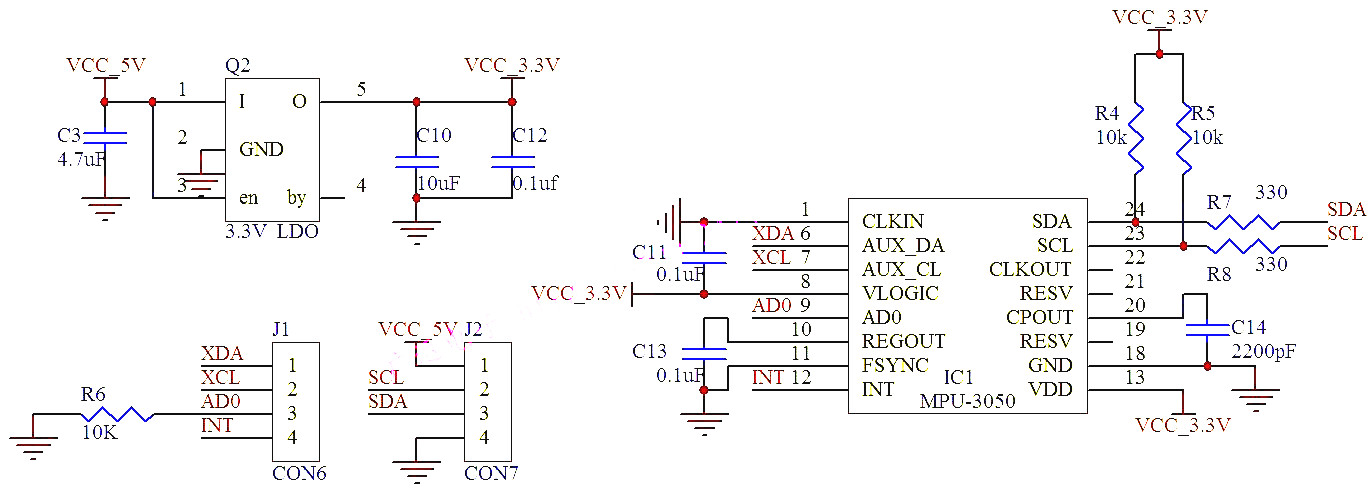 VCC_5V
Q2
VCC_3.3V
1
I
O
5
C3
4.7uF
2
GND
C10
10uF
C12
0.1uf
3
en
by
4
3.3V LDO
VCC_3.3V
R4
10k
R5
10k
1
CLKIN
SDA
24
R7
330
SDA
XDA
6
AUX_DA
SCL
23
SCL
C11
0.1uF
XCL
7
AUX_CL
CLKOUT
22
R8
330
VCC_3.3V
8
VLOGIC
RESV
21
AD0
9
AD0
CPOUT
20
10
REGOUT
RESV
19
C14
2200pF
C13
0.1uF
11
FSYNC
GND
18
INT
12
INT
VDD
13
IC1
MPU-3050
VCC_3.3V
J1
XDA
1
XCL
2
R6
10K
AD0
3
INT
4
CON6
VCC_5V
J2
1
SCL
2
SDA
3
4
CON7